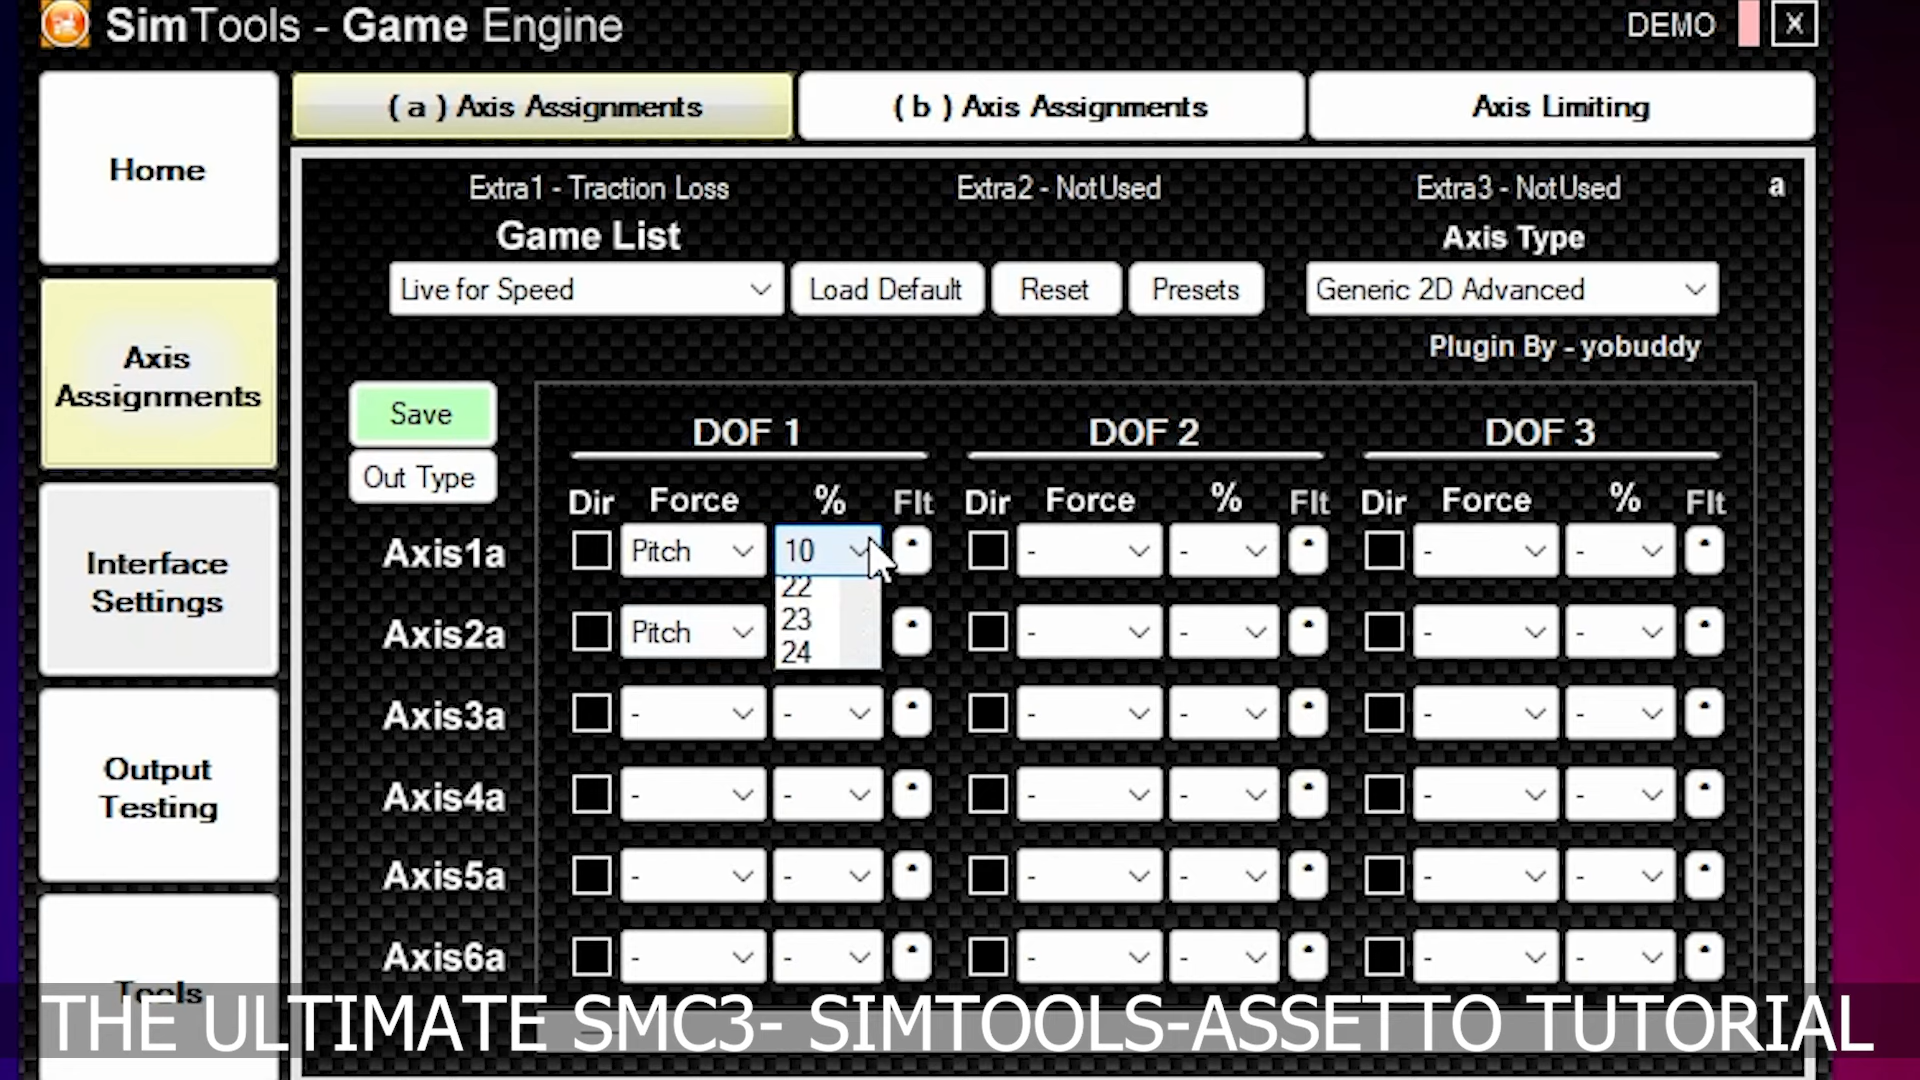 SimTools - Game Engine
DEMO X
Home
( a ) Axis Assignments
( b ) Axis Assignments
Axis Limiting
Extra1 - Traction Loss
Extra2 - NotUsed
Extra3 - NotUsed
a
Game List
Axis Type
Live for Speed
Load Default
Reset
Presets
Generic 2D Advanced
Plugin By - yobuddy
Axis
Assignments
Interface
Settings
Output
Testing
Tools
Save
Out Type
DOF 1
DOF 2
DOF 3
Dir Force % Flt Dir Force % Flt Dir Force % Flt
Axis1a Pitch 10 - - - -
22
23
24
Axis2a Pitch - - - -
Axis3a - - - - - -
Axis4a - - - - - -
Axis5a - - - - - -
Axis6a - - - - - -
THE ULTIMATE SMC3- SIMTOOLS-ASSETTO TUTORIAL